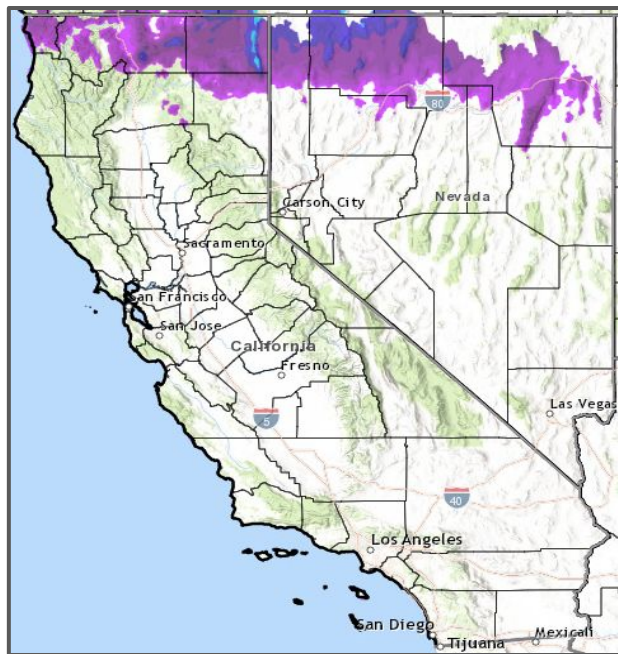 80
Nevada
Carson City
Sacramento
San Francisco
San Jose
California
Fresno
Las Vegas
5
40
Los Angeles
San Diego
Tijuana
Mexicali